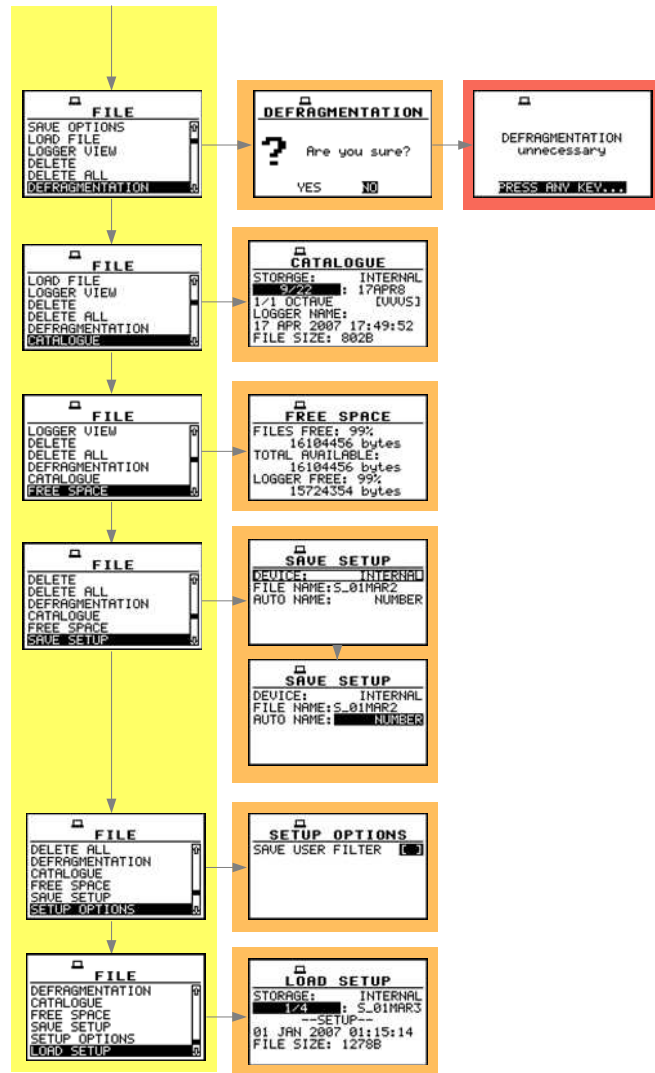 FILE
SAVE OPTIONS
LOAD FILE
LOGGER VIEW
DELETE
DELETE ALL
DEFRAGMENTATION
DEFRAGMENTATION
? Are you sure?
YES NO
DEFRAGMENTATION
unnecessary
PRESS ANY KEY...
FILE
LOAD FILE
LOGGER VIEW
DELETE
DELETE ALL
DEFRAGMENTATION
CATALOGUE
CATALOGUE
STORAGE: INTERNAL
9/22 : 17APR8
1/1 OCTAVE [VVVS]
LOGGER NAME:
17 APR 2007 17:49:52
FILE SIZE: 802B
FILE
LOGGER VIEW
DELETE
DELETE ALL
DEFRAGMENTATION
CATALOGUE
FREE SPACE
FREE SPACE
FILES FREE: 99%
16104456 bytes
TOTAL AVAILABLE:
16104456 bytes
LOGGER FREE: 99%
15724354 bytes
FILE
DELETE
DELETE ALL
DEFRAGMENTATION
CATALOGUE
FREE SPACE
SAVE SETUP
SAVE SETUP
DEVICE: INTERNAL
FILE NAME:S_01MAR2
AUTO NAME: NUMBER
SAVE SETUP
DEVICE: INTERNAL
FILE NAME:S_01MAR2
AUTO NAME: NUMBER
FILE
DELETE ALL
DEFRAGMENTATION
CATALOGUE
FREE SPACE
SAVE SETUP
SETUP OPTIONS
SETUP OPTIONS
SAVE USER FILTER [ ]
FILE
DEFRAGMENTATION
CATALOGUE
FREE SPACE
SAVE SETUP
SETUP OPTIONS
LOAD SETUP
LOAD SETUP
STORAGE: INTERNAL
1/4 : S_01MAR3
--SETUP--
01 JAN 2007 01:15:14
FILE SIZE: 1278B